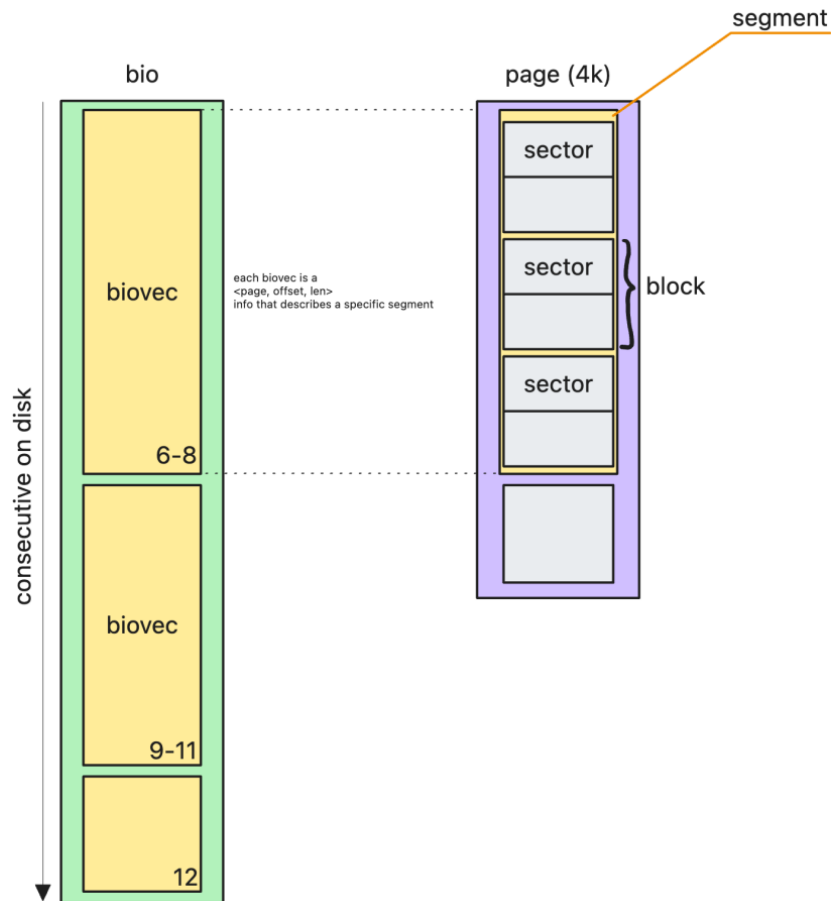 segment
bio
page (4k)
sector
sector
block
sector
biovec
each biovec is a
<page, offset, len>
info that describes a specific segment
6-8
consecutive on disk
biovec
9-11
12